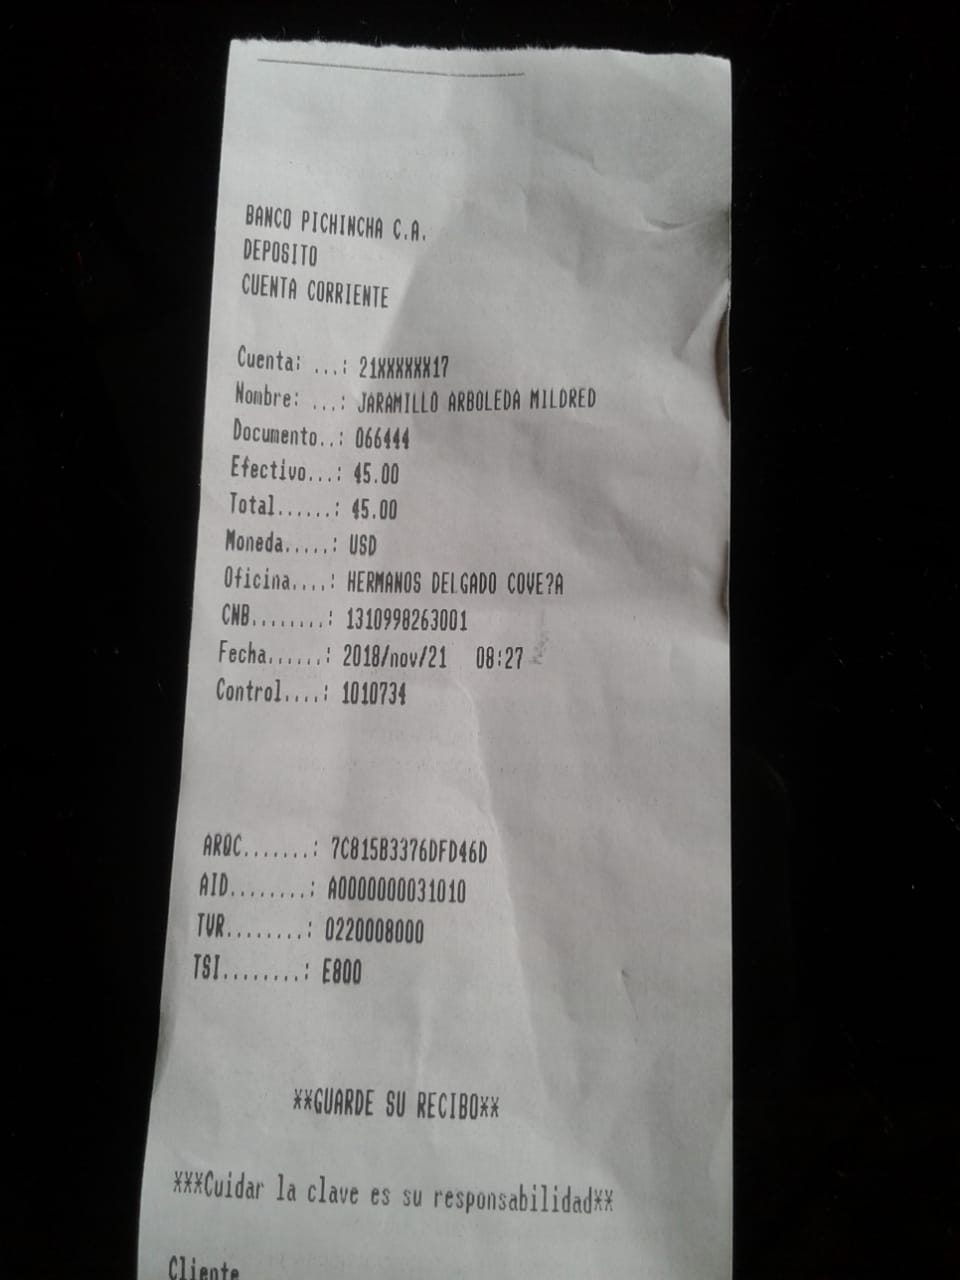 BANCO PICHINCHA C.A.
DEPOSITO
CUENTA CORRIENTE
Cuenta: ...: 21XXXXXX17
Nombre: ...: JARAMILLO ARBOLEDA MILDRED
Documento..: 066444
Efectivo...: 45.00
Total......: 45.00
Moneda.....: USD
Oficina....: HERMANOS DELGADO COVE?A
CNB........: 1310998263001
Fecha......: 2018/nov/21 08:27
Control....: 1010734
ARQC.......: 7C815B3376DFD46D
AID........: A0000000031010
TVR........: 0220008000
TSI........: E800
**GUARDE SU RECIBO**
***Cuidar la clave es su responsabilidad**
Cliente